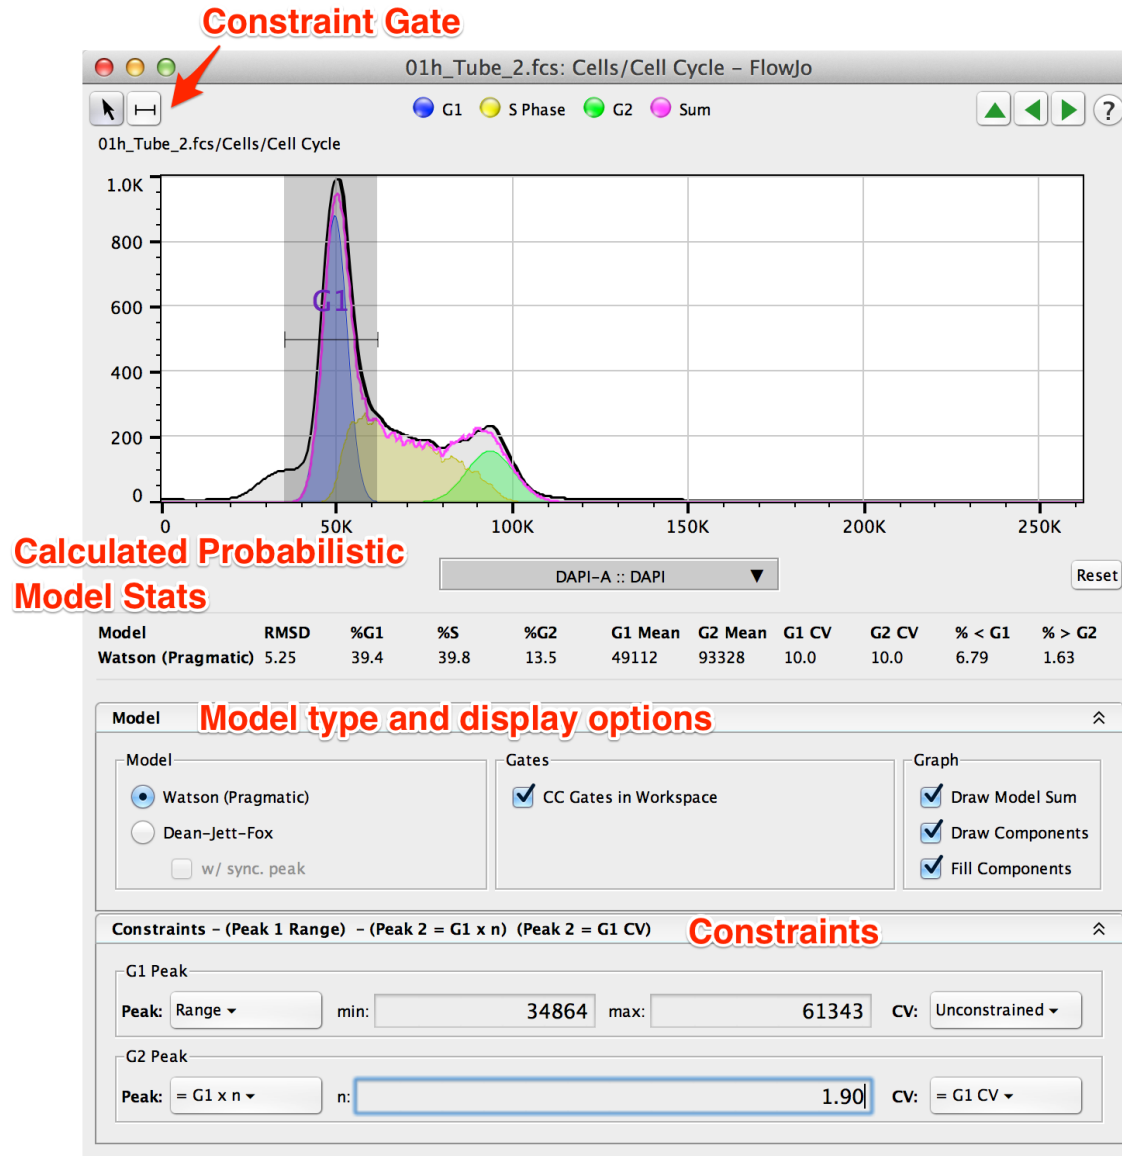 Constraint Gate
01h_Tube_2.fcs: Cells/Cell Cycle – FlowJo
G1 S Phase G2 Sum
?
01h_Tube_2.fcs/Cells/Cell Cycle
1.0K
800
600
400
200
0
G1
0 50K 100K 150K 200K 250K
Calculated Probabilistic
Model Stats
DAPI-A :: DAPI
Reset
Model RMSD %G1 %S %G2 G1 Mean G2 Mean G1 CV G2 CV % < G1 % > G2
Watson (Pragmatic) 5.25 39.4 39.8 13.5 49112 93328 10.0 10.0 6.79 1.63
Model
Model type and display options
Model
Watson (Pragmatic)
Dean-Jett-Fox
w/ sync. peak
Gates
CC Gates in Workspace
Graph
Draw Model Sum
Draw Components
Fill Components
Constraints – (Peak 1 Range) – (Peak 2 = G1 x n) (Peak 2 = G1 CV)
Constraints
G1 Peak
Peak: Range min: 34864 max: 61343 CV: Unconstrained
G2 Peak
Peak: = G1 x n n: 1.90 CV: = G1 CV